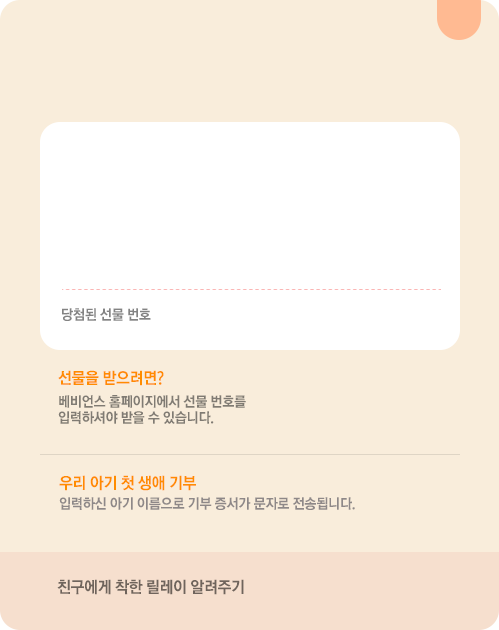 당첨된 선물 번호
선물을 받으려면?
베비언스 홈페이지에서 선물 번호를
입력하셔야 받을 수 있습니다.
우리 아기 첫 생애 기부
입력하신 아기 이름으로 기부 증서가 문자로 전송됩니다.
친구에게 착한 릴레이 알려주기